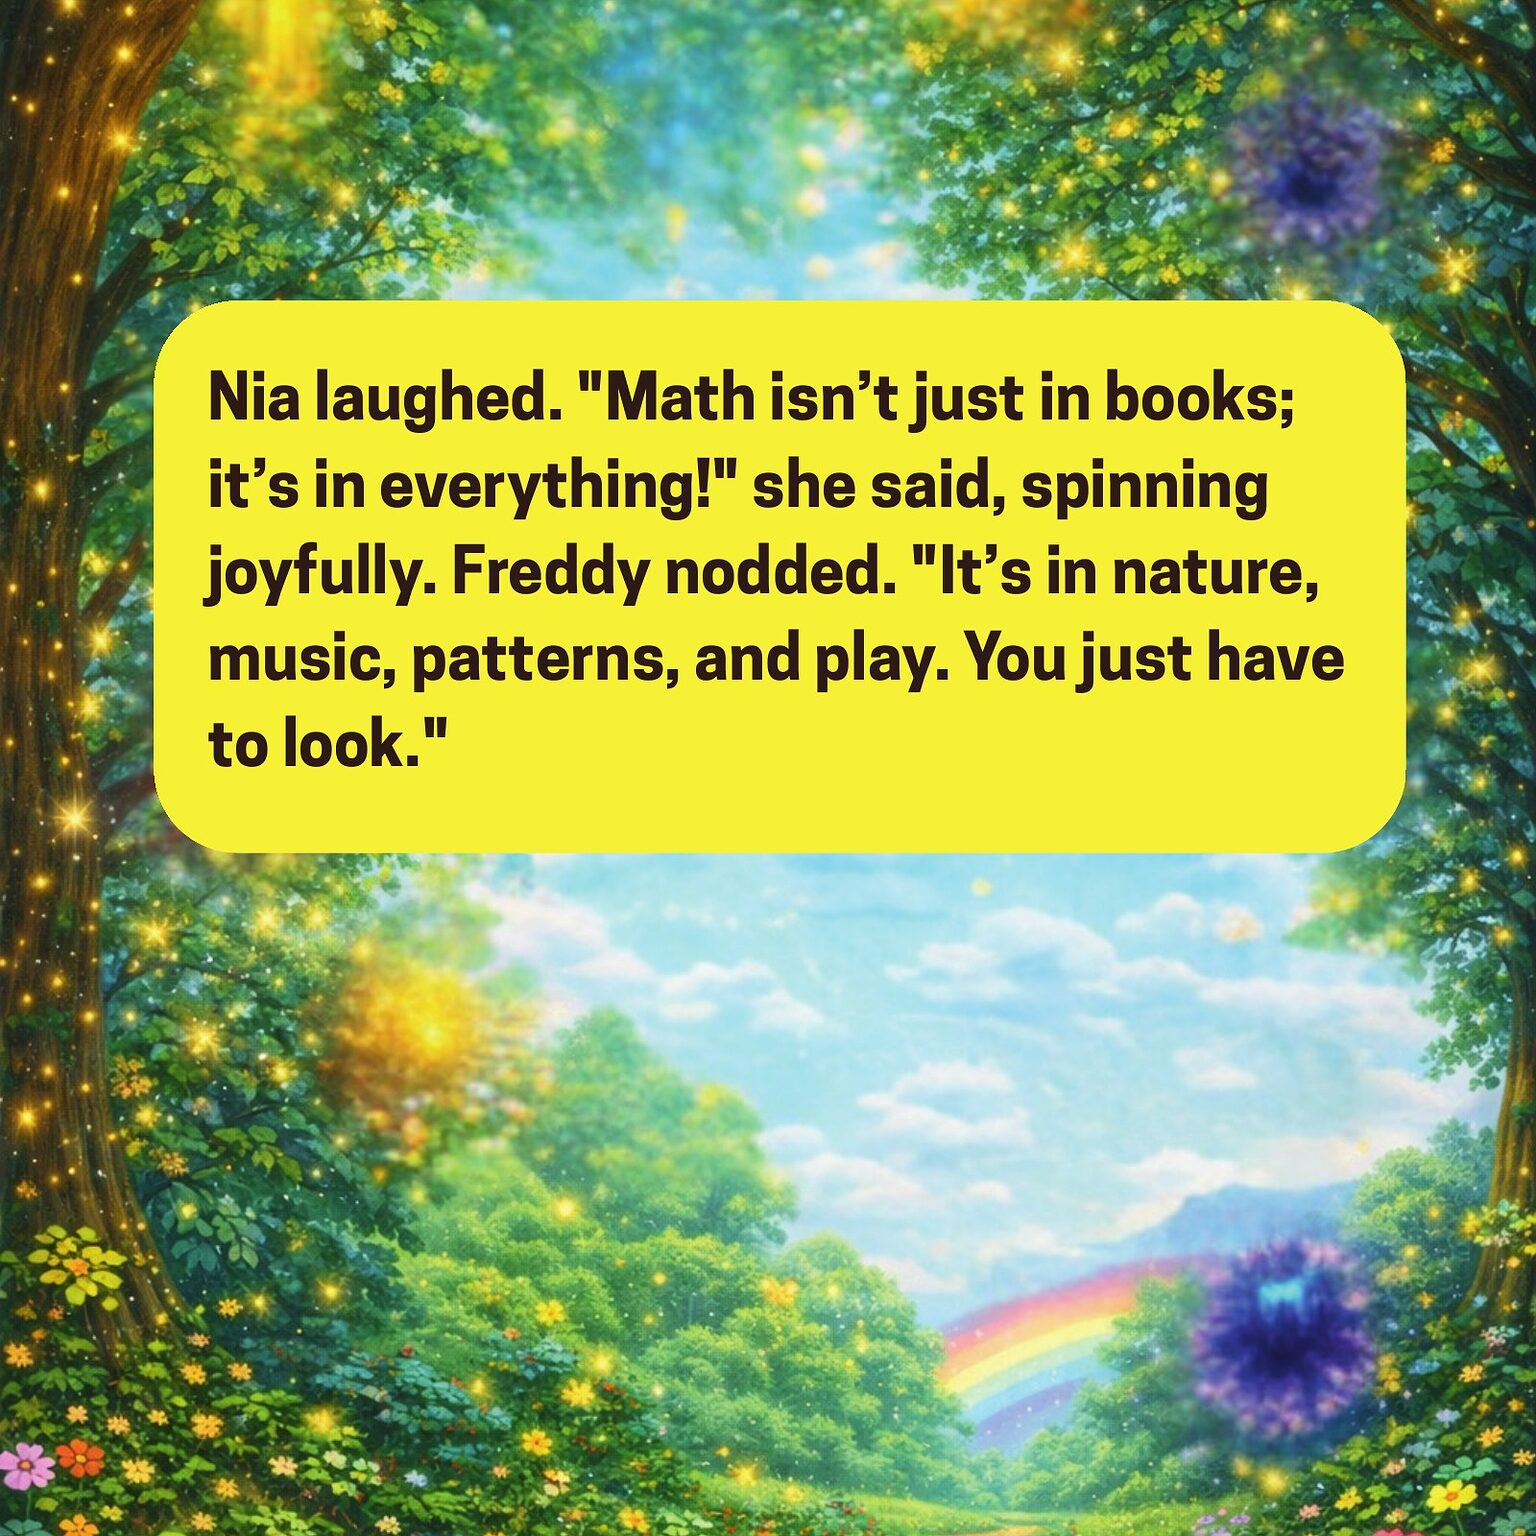 Nia laughed. "Math isn’t just in books;
it’s in everything!" she said, spinning
joyfully. Freddy nodded. "It’s in nature,
music, patterns, and play. You just have
to look."